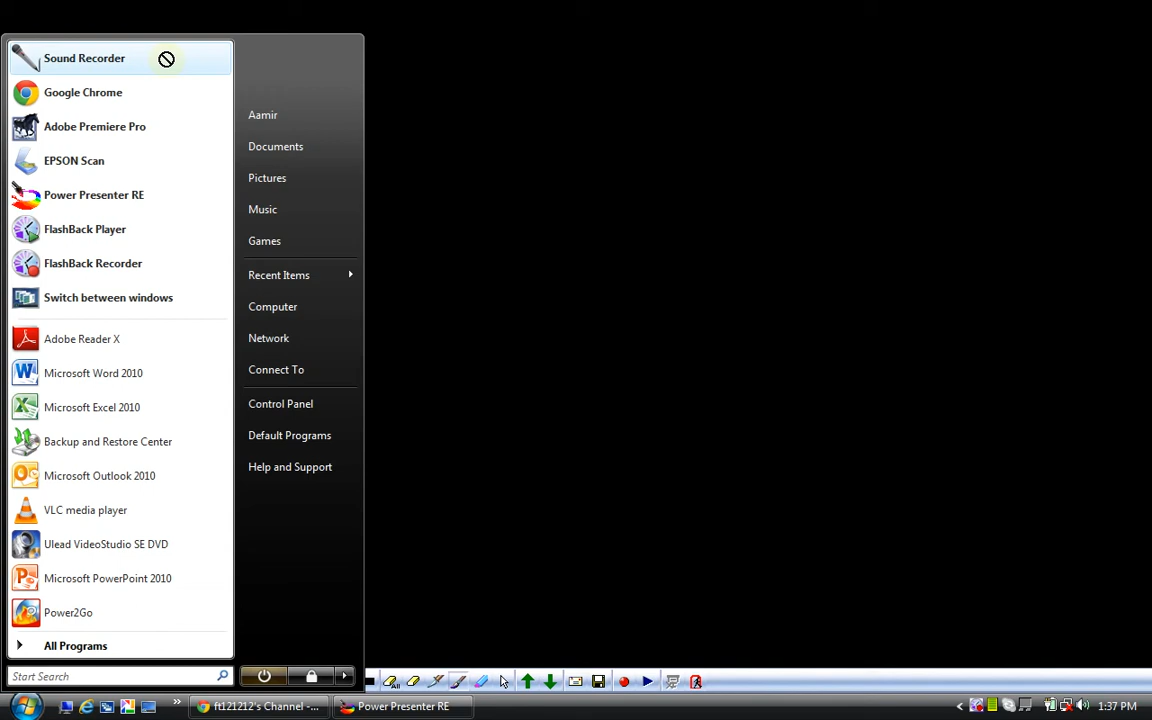 Sound Recorder
Google Chrome
Adobe Premiere Pro
EPSON Scan
Power Presenter RE
FlashBack Player
FlashBack Recorder
Switch between windows
Adobe Reader X
Microsoft Word 2010
Microsoft Excel 2010
Backup and Restore Center
Microsoft Outlook 2010
VLC media player
Ulead VideoStudio SE DVD
Microsoft PowerPoint 2010
Power2Go
All Programs
Start Search
Aamir
Documents
Pictures
Music
Games
Recent Items
Computer
Network
Connect To
Control Panel
Default Programs
Help and Support
ft121212's Channel -...
Power Presenter RE
1:37 PM